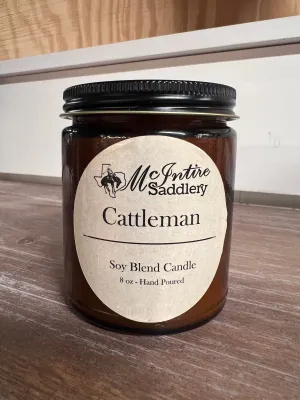 McIntire
Saddlery
Cattleman
Soy Blend Candle
8 oz - Hand Poured